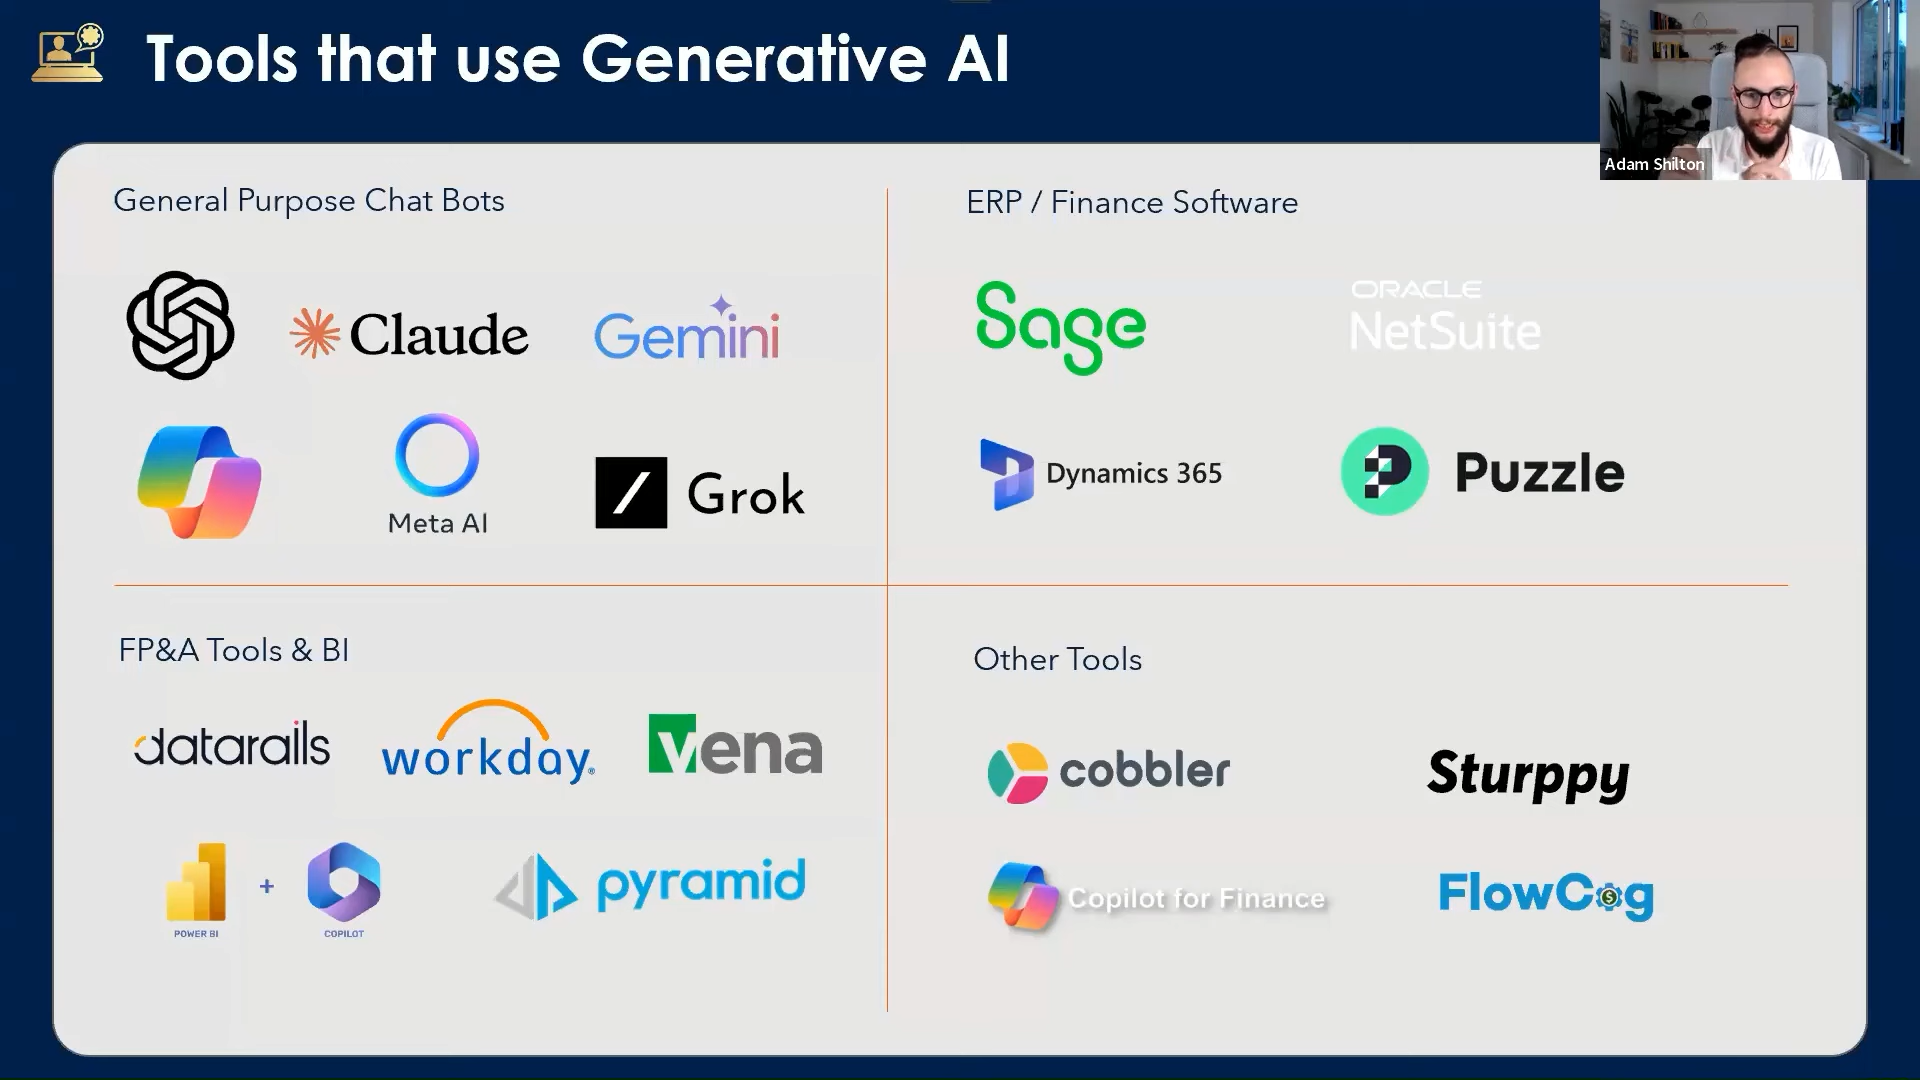 Tools that use Generative AI
Adam Shilton
General Purpose Chat Bots
Claude
Gemini
Meta AI
Grok
ERP / Finance Software
Sage
ORACLE
NetSuite
Dynamics 365
Puzzle
FP&A Tools & BI
datarails
workday®
vena
POWER BI
+
COPILOT
pyramid
Other Tools
cobbler
Sturppy
Copilot for Finance
FlowCog